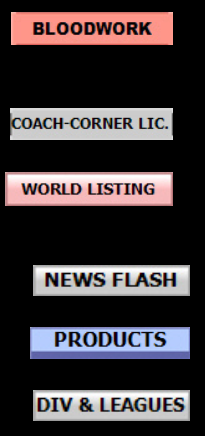 BLOODWORK
COACH-CORNER LIC.
WORLD LISTING
NEWS FLASH
PRODUCTS
DIV & LEAGUES